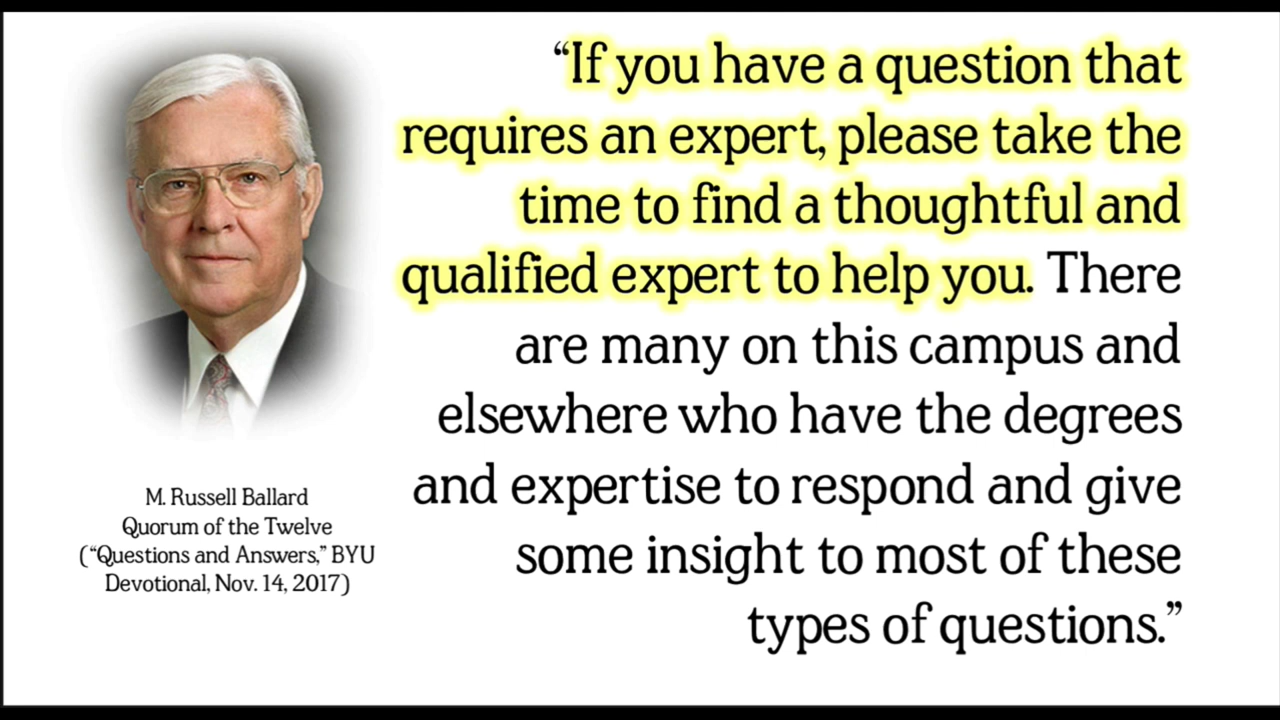 “If you have a question that
requires an expert, please take the
time to find a thoughtful and
qualified expert to help you. There
are many on this campus and
elsewhere who have the degrees
and expertise to respond and give
some insight to most of these
types of questions.”
M. Russell Ballard
Quorum of the Twelve
(“Questions and Answers,” BYU
Devotional, Nov. 14, 2017)